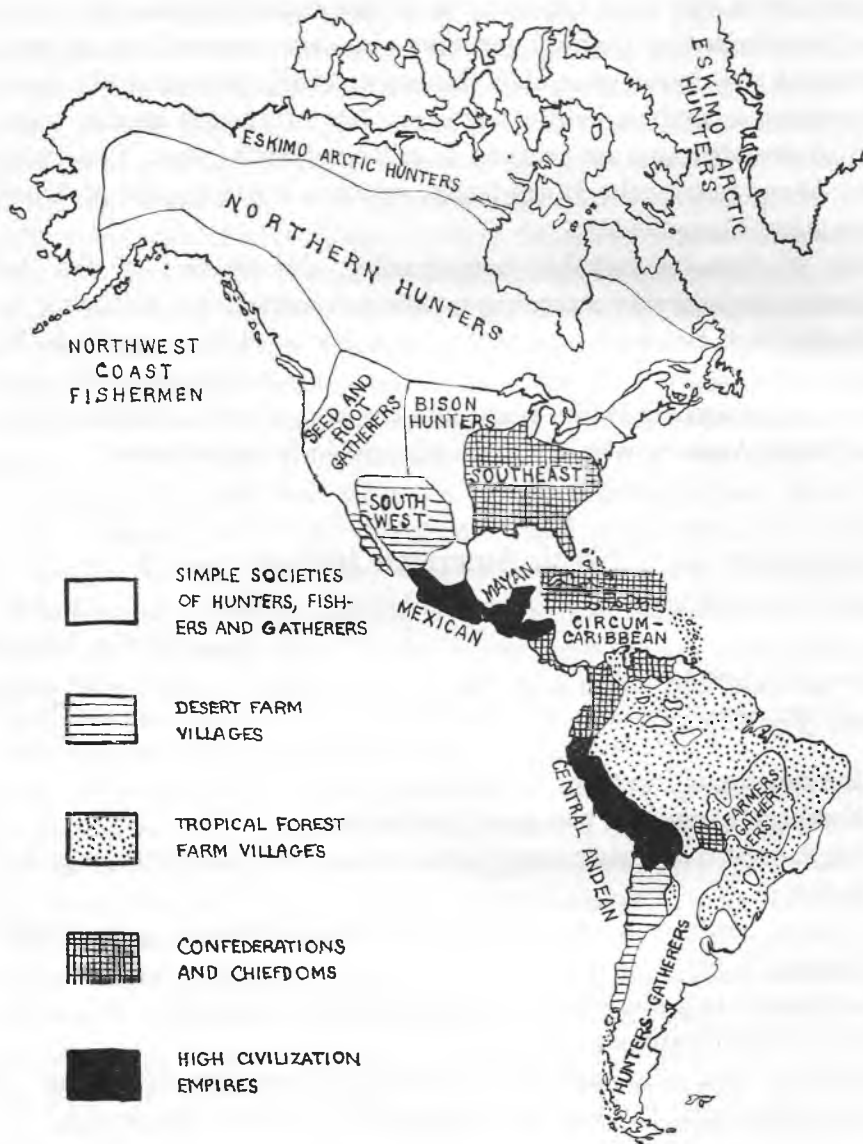 ESKIMO ARCTIC
HUNTERS
ESKIMO ARCTIC HUNTERS
NORTHERN HUNTERS
NORTHWEST
COAST
FISHERMEN
SEED AND
ROOT
GATHERERS
BISON
HUNTERS
SOUTHEAST
SOUTH
WEST
MEXICAN
MAYAN
CIRCUM-
CARIBBEAN
CENTRAL ANDEAN
FARMERS
GATHER-
ERS
HUNTERS-GATHERERS
SIMPLE SOCIETIES
OF HUNTERS, FISH-
ERS AND GATHERERS
DESERT FARM
VILLAGES
TROPICAL FOREST
FARM VILLAGES
CONFEDERATIONS
AND CHIEFDOMS
HIGH CIVILIZATION
EMPIRES